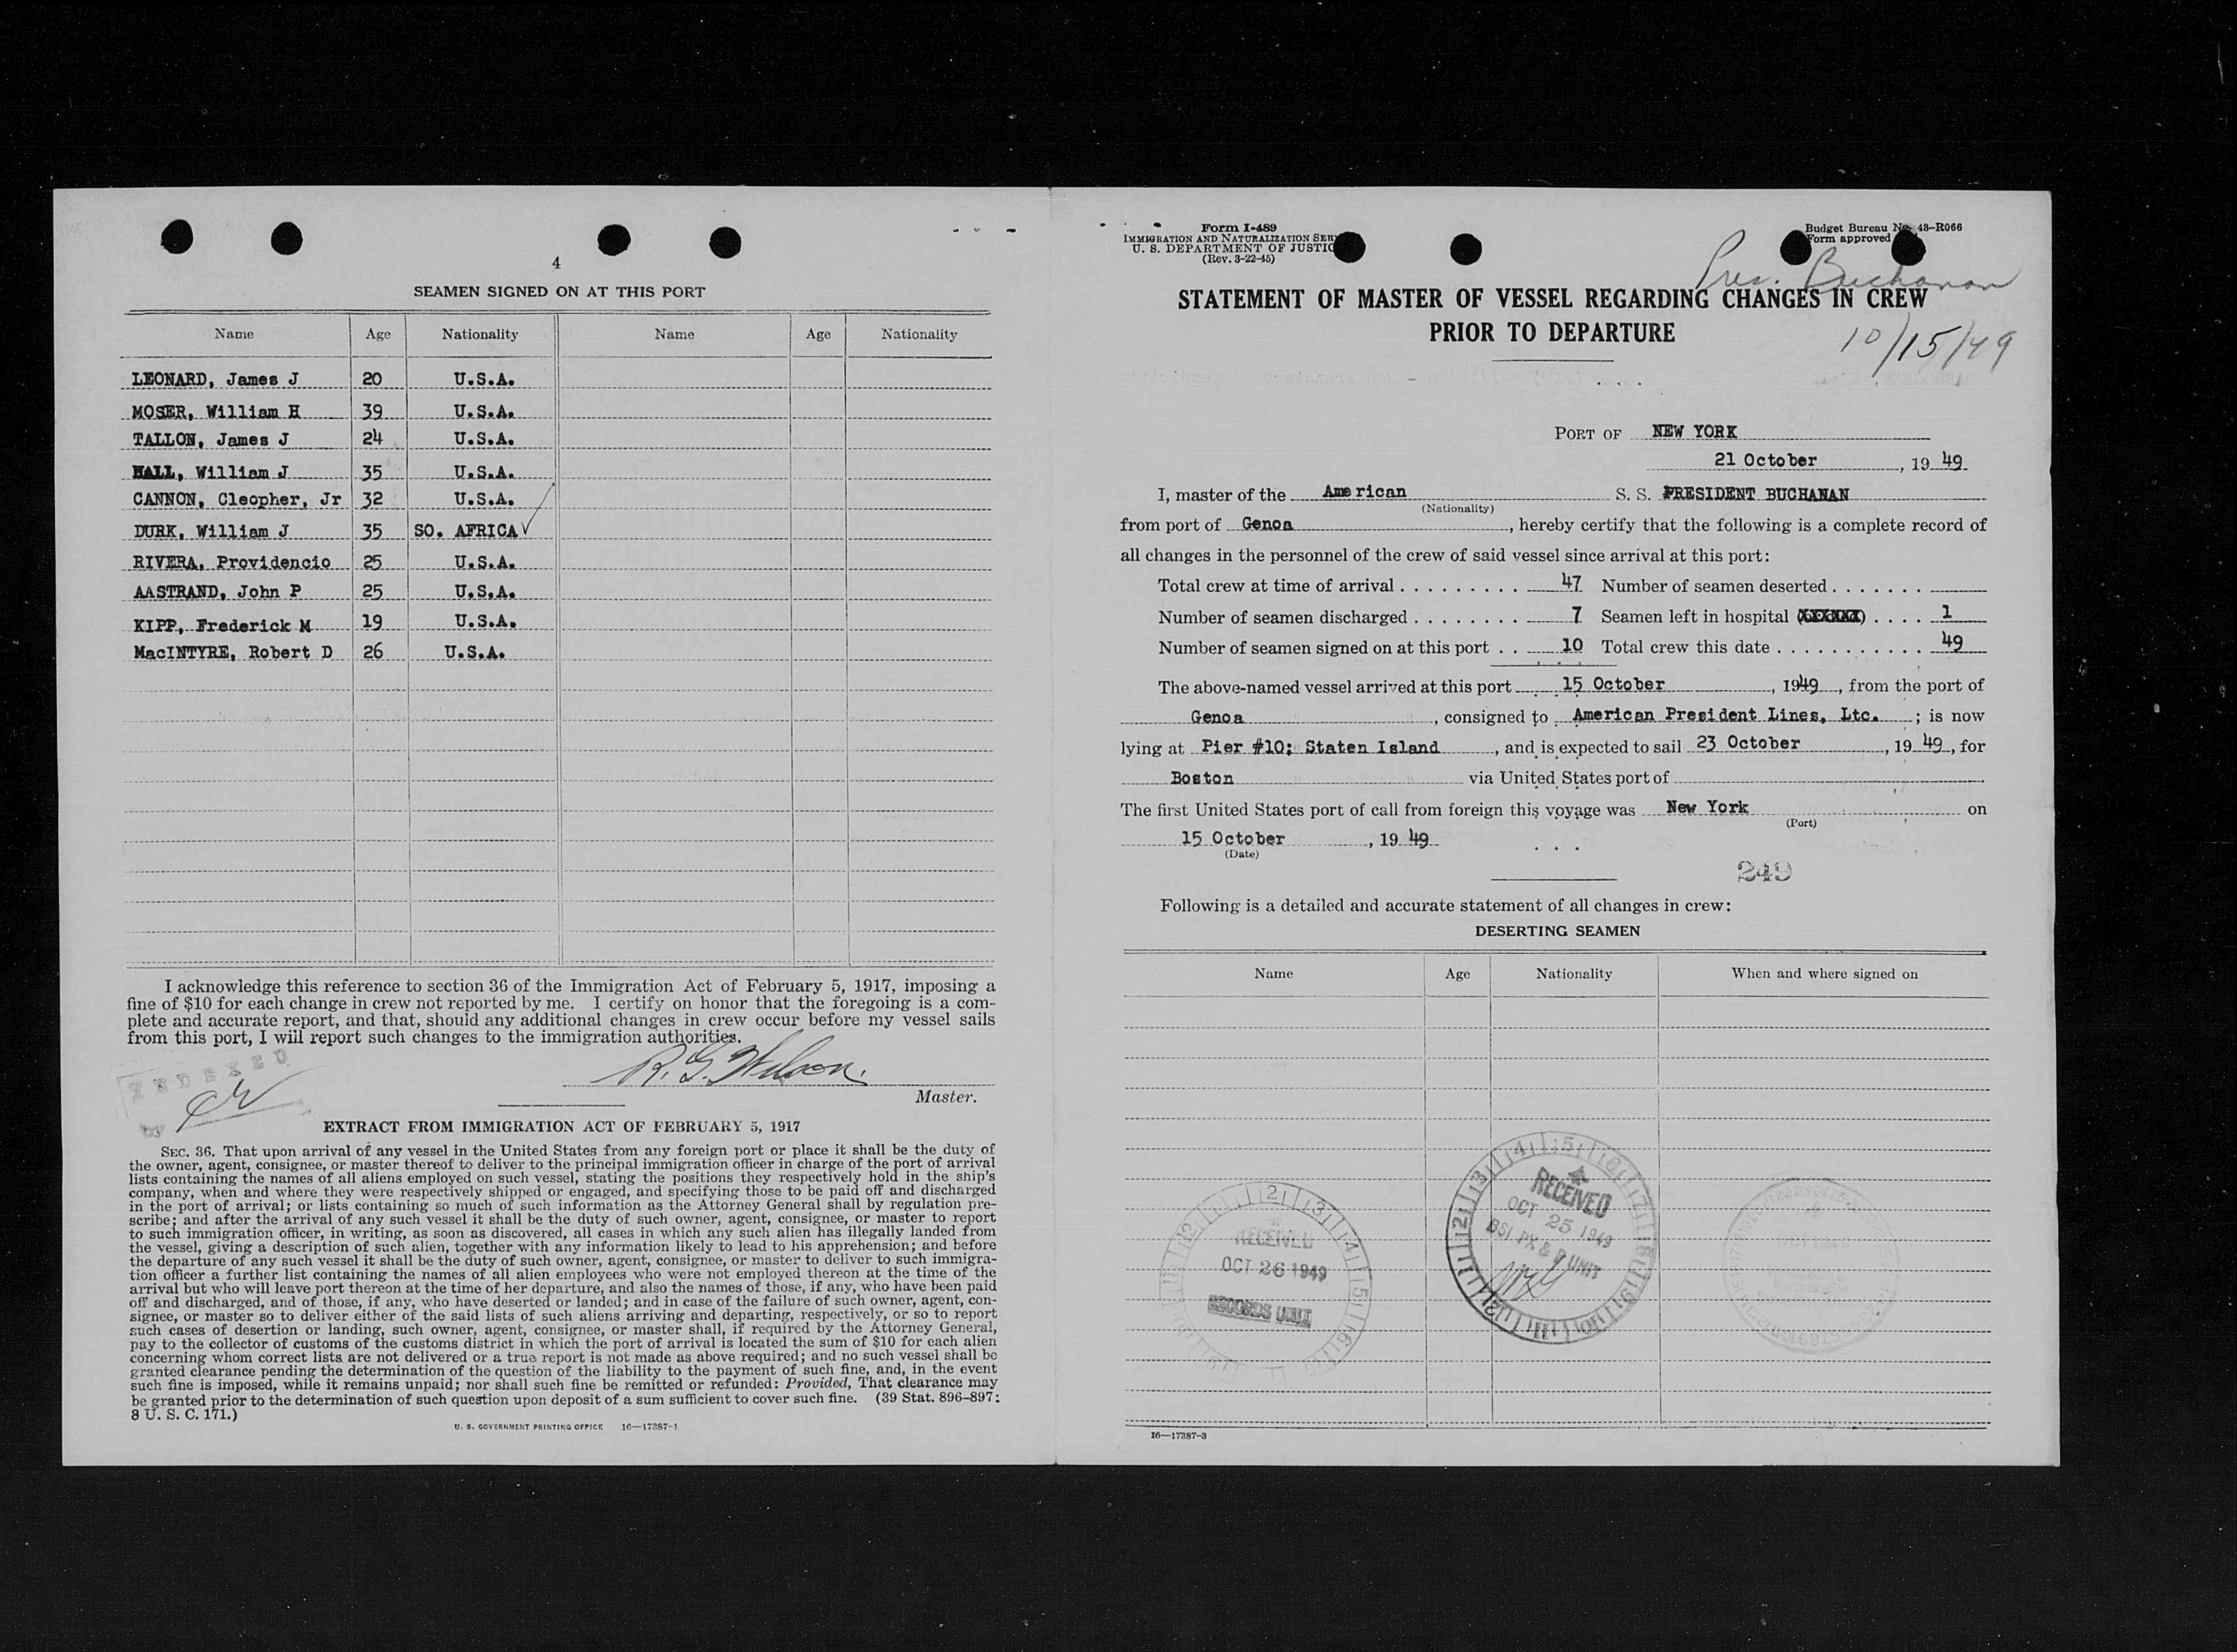 4
SEAMEN SIGNED ON AT THIS PORT
Name Age Nationality Name Age Nationality
LEONARD, James J 20 U.S.A.
MOSER, William H 39 U.S.A.
TALLON, James J 24 U.S.A.
HALL, William J 35 U.S.A.
CANNON, Cleopher, Jr 32 U.S.A.
DURK, William J 35 SO. AFRICA ✓
RIVERA, Providencio 25 U.S.A.
AASTRAND, John P 25 U.S.A.
KIPP, Frederick M 19 U.S.A.
MacINTYRE, Robert D 26 U.S.A.
I acknowledge this reference to section 36 of the Immigration Act of February 5, 1917, imposing a
fine of $10 for each change in crew not reported by me. I certify on honor that the foregoing is a com-
plete and accurate report, and that, should any additional changes in crew occur before my vessel sails
from this port, I will report such changes to the immigration authorities.
INDEXED
R. G. Wilson.
Master.
EXTRACT FROM IMMIGRATION ACT OF FEBRUARY 5, 1917
SEC. 36. That upon arrival of any vessel in the United States from any foreign port or place it shall be the duty of
the owner, agent, consignee, or master thereof to deliver to the principal immigration officer in charge of the port of arrival
lists containing the names of all aliens employed on such vessel, stating the positions they respectively hold in the ship's
company, when and where they were respectively shipped or engaged, and specifying those to be paid off and discharged
in the port of arrival; or lists containing so much of such information as the Attorney General shall by regulation pre-
scribe; and after the arrival of any such vessel it shall be the duty of such owner, agent, consignee, or master to report
to such immigration officer, in writing, as soon as discovered, all cases in which any such alien has illegally landed from
the vessel, giving a description of such alien, together with any information likely to lead to his apprehension; and before
the departure of any such vessel it shall be the duty of such owner, agent, consignee, or master to deliver to such immigra-
tion officer a further list containing the names of all alien employees who were not employed thereon at the time of the
arrival but who will leave port thereon at the time of her departure, and also the names of those, if any, who have been paid
off and discharged, and of those, if any, who have deserted or landed; and in case of the failure of such owner, agent, con-
signee, or master so to deliver either of the said lists of such aliens arriving and departing, respectively, or so to report
such cases of desertion or landing, such owner, agent, consignee, or master shall, if required by the Attorney General,
pay to the collector of customs of the customs district in which the port of arrival is located the sum of $10 for each alien
concerning whom correct lists are not delivered or a true report is not made as above required; and no such vessel shall be
granted clearance pending the determination of the question of the liability to the payment of such fine, and, in the event
such fine is imposed, while it remains unpaid; nor shall such fine be remitted or refunded: Provided, That clearance may
be granted prior to the determination of such question upon deposit of a sum sufficient to cover such fine. (39 Stat. 896-897:
8 U. S. C. 171.)
U. S. GOVERNMENT PRINTING OFFICE 16—17387-1
Form I-489
IMMIGRATION AND NATURALIZATION SER
U. S. DEPARTMENT OF JUSTIC
(Rev. 3-22-45)
Budget Bureau No. 43-R066
Form approved
Pres. Buchanan
STATEMENT OF MASTER OF VESSEL REGARDING CHANGES IN CREW
PRIOR TO DEPARTURE
10/15/49
PORT OF NEW YORK
21 October, 19 49
I, master of the American S. S. PRESIDENT BUCHANAN
(Nationality)
from port of Genoa, hereby certify that the following is a complete record of
all changes in the personnel of the crew of said vessel since arrival at this port:
Total crew at time of arrival . . . . . . . . . 47 Number of seamen deserted . . . . . . .
Number of seamen discharged . . . . . . . . 7 Seamen left in hospital (XXXXXX) . . . . 1
Number of seamen signed on at this port . . 10 Total crew this date . . . . . . . . . . . 49
The above-named vessel arrived at this port 15 October, 1949, from the port of
Genoa, consigned to American President Lines, Ltc. ; is now
lying at Pier #10; Staten Island, and is expected to sail 23 October, 19 49, for
Boston via United States port of
The first United States port of call from foreign this voyage was New York on
(Port)
15 October, 19 49
(Date)
249
Following is a detailed and accurate statement of all changes in crew:
DESERTING SEAMEN
Name Age Nationality When and where signed on
RECEIVED
OCT 26 1949
RECORDS UNIT
RECEIVED
OCT 25 1949
BSI PX & P UNIT
16—17387-3